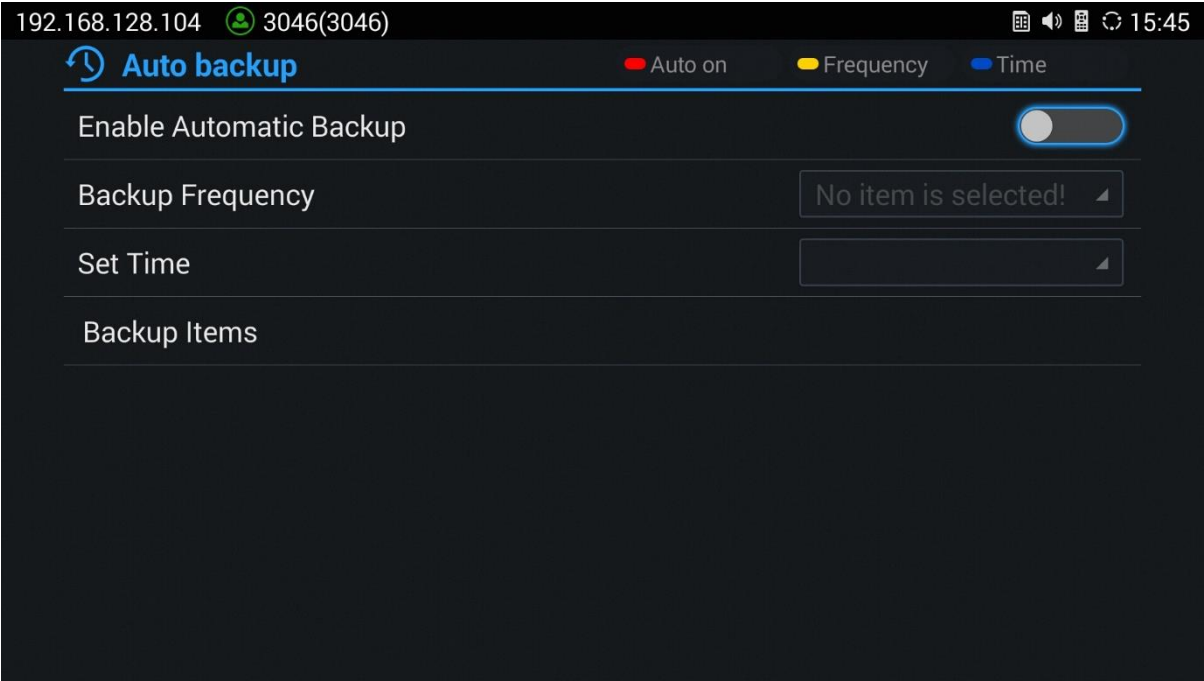 192.168.128.104 3046(3046) 15:45
Auto backup Auto on Frequency Time
Enable Automatic Backup
Backup Frequency No item is selected!
Set Time
Backup Items